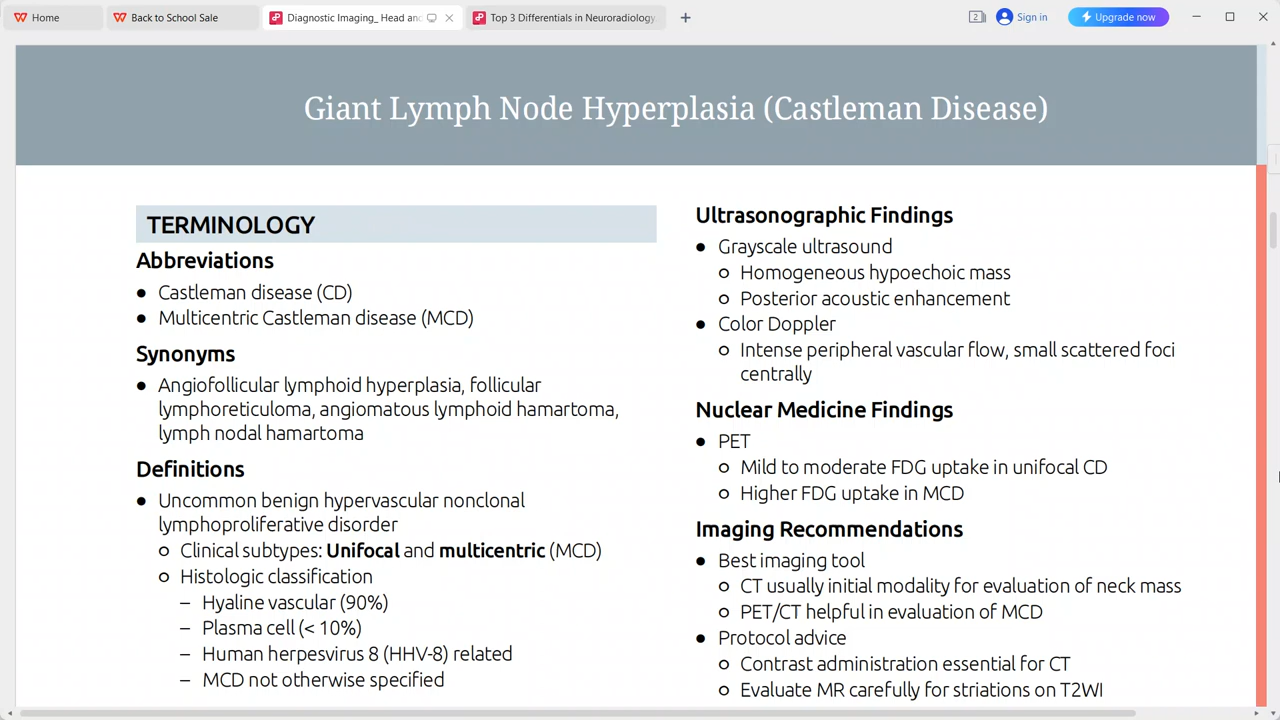 Home
Back to School Sale
Diagnostic Imaging_ Head and
Top 3 Differentials in Neuroradiology
2
Sign in
Upgrade now
Giant Lymph Node Hyperplasia (Castleman Disease)
TERMINOLOGY
Abbreviations
● Castleman disease (CD)
● Multicentric Castleman disease (MCD)
Synonyms
● Angiofollicular lymphoid hyperplasia, follicular
lymphoreticuloma, angiomatous lymphoid hamartoma,
lymph nodal hamartoma
Definitions
● Uncommon benign hypervascular nonclonal
lymphoproliferative disorder
○ Clinical subtypes: Unifocal and multicentric (MCD)
○ Histologic classification
– Hyaline vascular (90%)
– Plasma cell (< 10%)
– Human herpesvirus 8 (HHV-8) related
– MCD not otherwise specified
Ultrasonographic Findings
● Grayscale ultrasound
○ Homogeneous hypoechoic mass
○ Posterior acoustic enhancement
● Color Doppler
○ Intense peripheral vascular flow, small scattered foci
centrally
Nuclear Medicine Findings
● PET
○ Mild to moderate FDG uptake in unifocal CD
○ Higher FDG uptake in MCD
Imaging Recommendations
● Best imaging tool
○ CT usually initial modality for evaluation of neck mass
○ PET/CT helpful in evaluation of MCD
● Protocol advice
○ Contrast administration essential for CT
○ Evaluate MR carefully for striations on T2WI